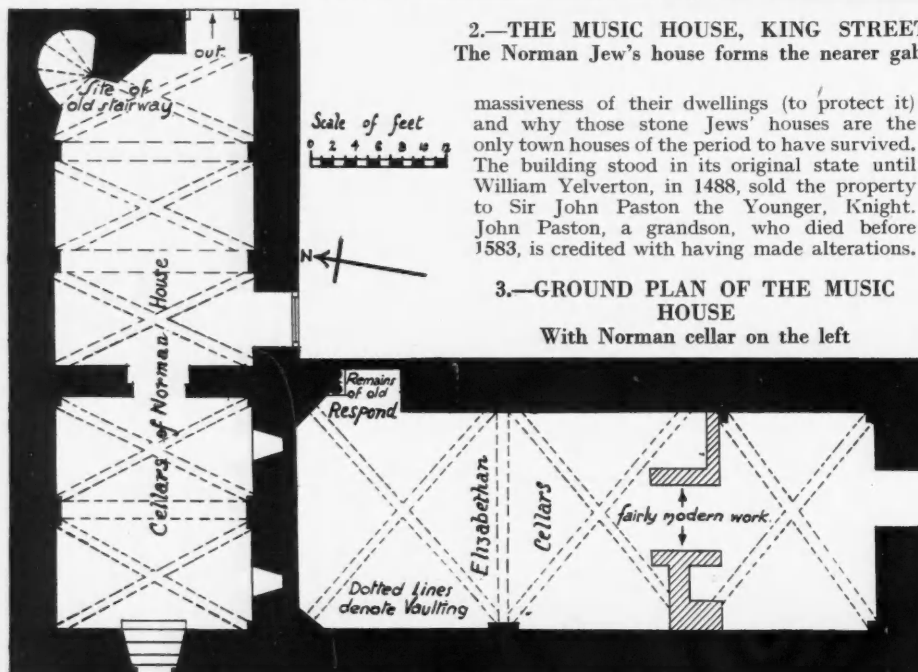 2.—THE MUSIC HOUSE, KING STREET
The Norman Jew's house forms the nearer gab
massiveness of their dwellings (to protect it)
and why those stone Jews' houses are the
only town houses of the period to have survived.
The building stood in its original state until
William Yelverton, in 1488, sold the property
to Sir John Paston the Younger, Knight.
John Paston, a grandson, who died before
1583, is credited with having made alterations.
3.—GROUND PLAN OF THE MUSIC
HOUSE
With Norman cellar on the left
out.
Site of
old stairway
Scale of feet
0 2 4 6 8 10 12
N
Cellars of Norman House
Remains
of old
Respond
Elizabethan
Cellars
fairly modern work
Dotted Lines
denote Vaulting